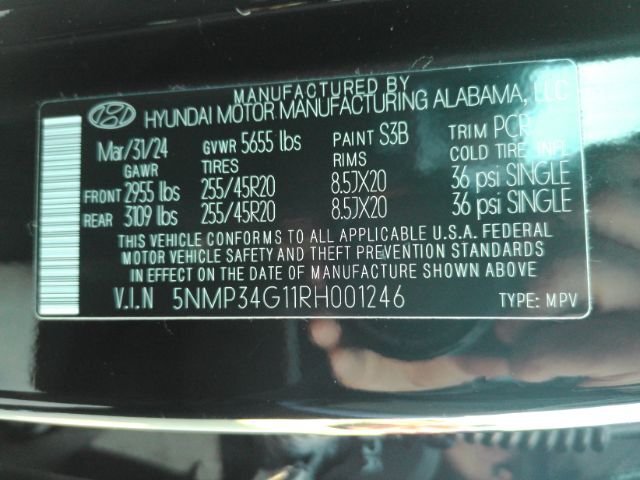 MANUFACTURED BY
HYUNDAI MOTOR MANUFACTURING ALABAMA, LLC
Mar/31/24 GVWR 5655 lbs PAINT S3B TRIM PCR
GAWR TIRES RIMS COLD TIRE INFL
FRONT 2955 lbs 255/45R20 8.5JX20 36 psi SINGLE
REAR 3109 lbs 255/45R20 8.5JX20 36 psi SINGLE
THIS VEHICLE CONFORMS TO ALL APPLICABLE U.S.A. FEDERAL
MOTOR VEHICLE SAFETY AND THEFT PREVENTION STANDARDS
IN EFFECT ON THE DATE OF MANUFACTURE SHOWN ABOVE
V.I.N 5NMP34G11RH001246 TYPE: MPV